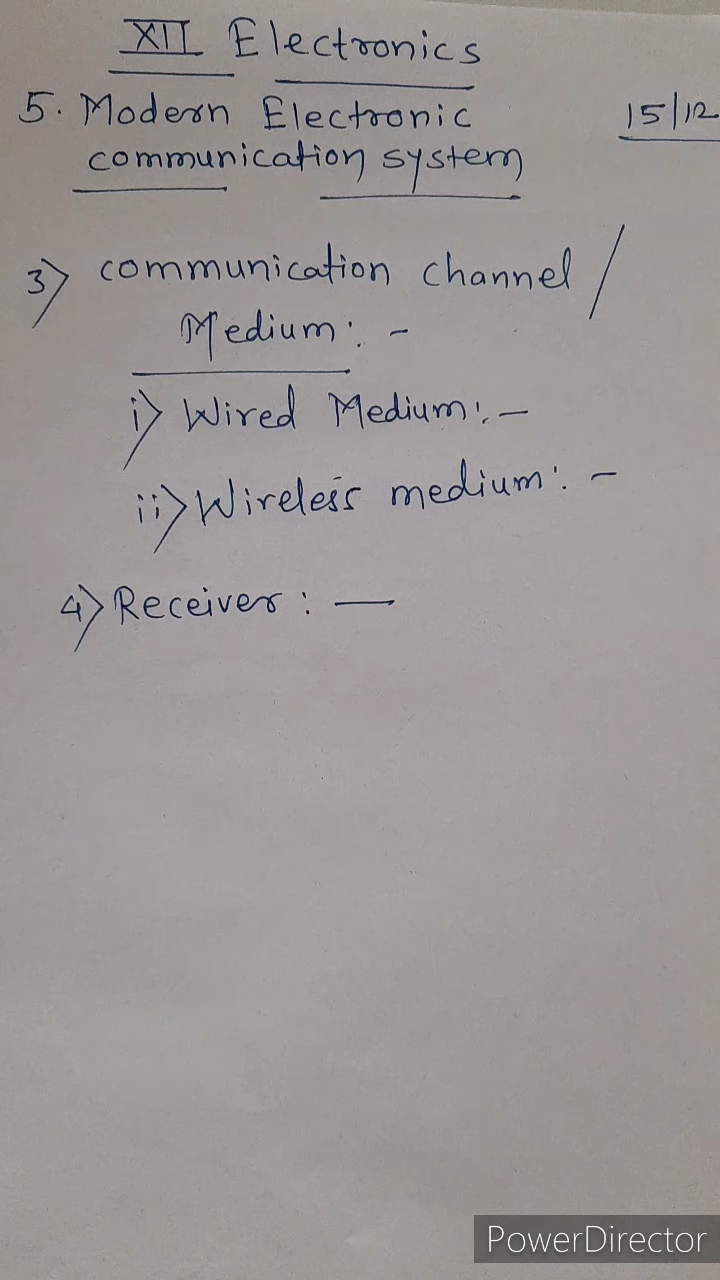 XII Electronics
5. Modern Electronic 15/12
communication system
3) communication channel /
Medium : -
i) Wired Medium : -
ii) Wireless medium : -
4) Receiver : —
PowerDirector